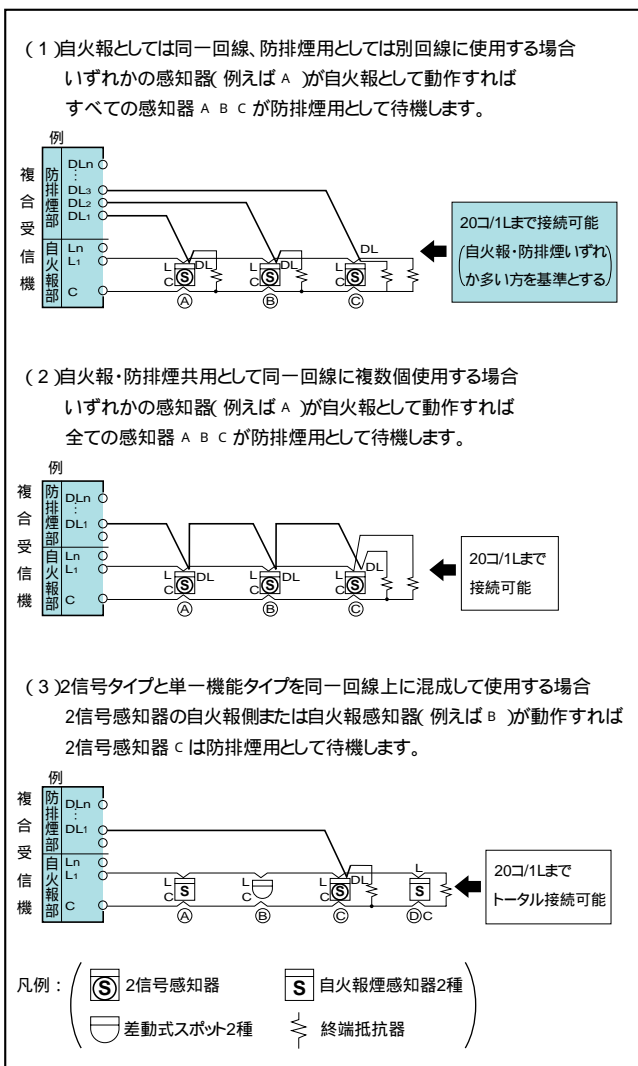 (1)自火報としては同一回線、防排煙用としては別回線に使用する場合
いずれかの感知器(例えばA)が自火報として動作すれば
すべての感知器ABCが防排煙用として待機します。
例
複合受信機
防排煙部
自火報部
DLn
DL3
DL2
DL1
Ln
L1
C
L
C
DL
L
C
DL
L
C
DL
A
B
C
20コ/1Lまで接続可能
(自火報・防排煙いずれ
か多い方を基準とする)
(2)自火報・防排煙共用として同一回線に複数個使用する場合
いずれかの感知器(例えばA)が自火報として動作すれば
全ての感知器ABCが防排煙用として待機します。
例
複合受信機
防排煙部
自火報部
DLn
DL1
Ln
L1
C
L
C
S
DL
L
C
S
DL
L
C
S
DL
A
B
C
20コ/1Lまで
接続可能
(3)2信号タイプと単一機能タイプを同一回線上に混成して使用する場合
2信号感知器の自火報側または自火報感知器(例えばB)が動作すれば
2信号感知器Cは防排煙用として待機します。
例
複合受信機
防排煙部
自火報部
DLn
DL1
Ln
L1
C
L
C
S
L
C
L
C
S
DL
L
S
C
A
B
C
D
20コ/1Lまで
トータル接続可能
凡例:
S 2信号感知器
S 自火報煙感知器2種
差動式スポット2種
終端抵抗器